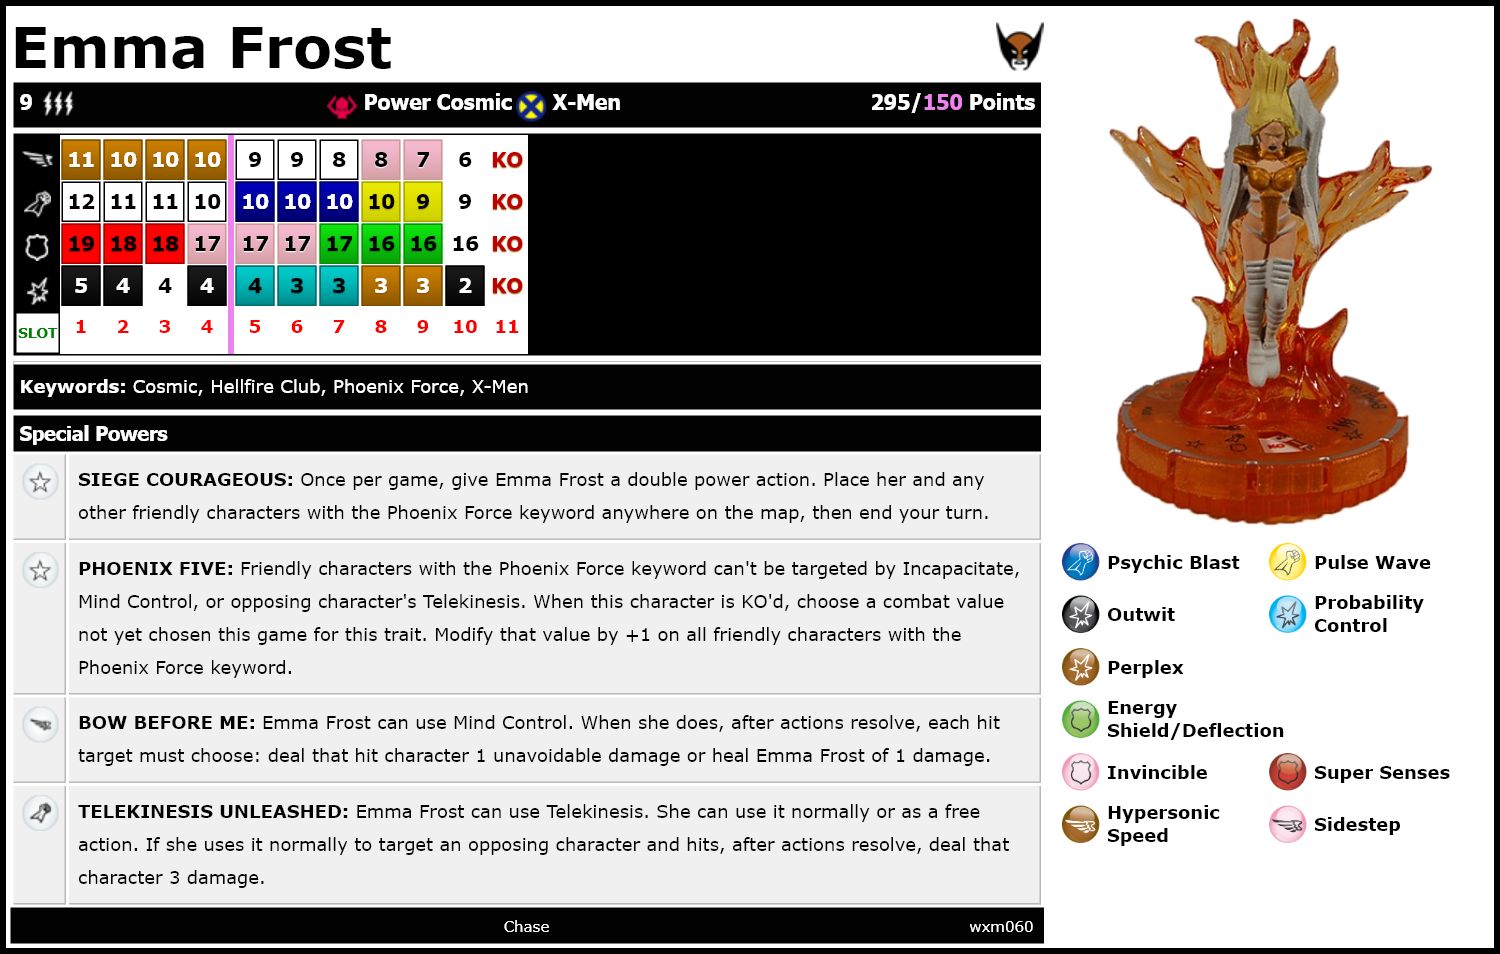 Emma Frost
9 Power Cosmic X-Men 295/150 Points
11 10 10 10 9 9 8 8 7 6 KO
12 11 11 10 10 10 10 10 9 9 KO
19 18 18 17 17 17 17 16 16 16 KO
5 4 4 4 4 3 3 3 3 2 KO
SLOT 1 2 3 4 5 6 7 8 9 10 11
Keywords: Cosmic, Hellfire Club, Phoenix Force, X-Men
Special Powers
SIEGE COURAGEOUS: Once per game, give Emma Frost a double power action. Place her and any
other friendly characters with the Phoenix Force keyword anywhere on the map, then end your turn.
PHOENIX FIVE: Friendly characters with the Phoenix Force keyword can't be targeted by Incapacitate,
Mind Control, or opposing character's Telekinesis. When this character is KO'd, choose a combat value
not yet chosen this game for this trait. Modify that value by +1 on all friendly characters with the
Phoenix Force keyword.
BOW BEFORE ME: Emma Frost can use Mind Control. When she does, after actions resolve, each hit
target must choose: deal that hit character 1 unavoidable damage or heal Emma Frost of 1 damage.
TELEKINESIS UNLEASHED: Emma Frost can use Telekinesis. She can use it normally or as a free
action. If she uses it normally to target an opposing character and hits, after actions resolve, deal that
character 3 damage.
Chase wxm060
Psychic Blast Pulse Wave
Outwit Probability
Control
Perplex
Energy
Shield/Deflection
Invincible Super Senses
Hypersonic
Speed Sidestep